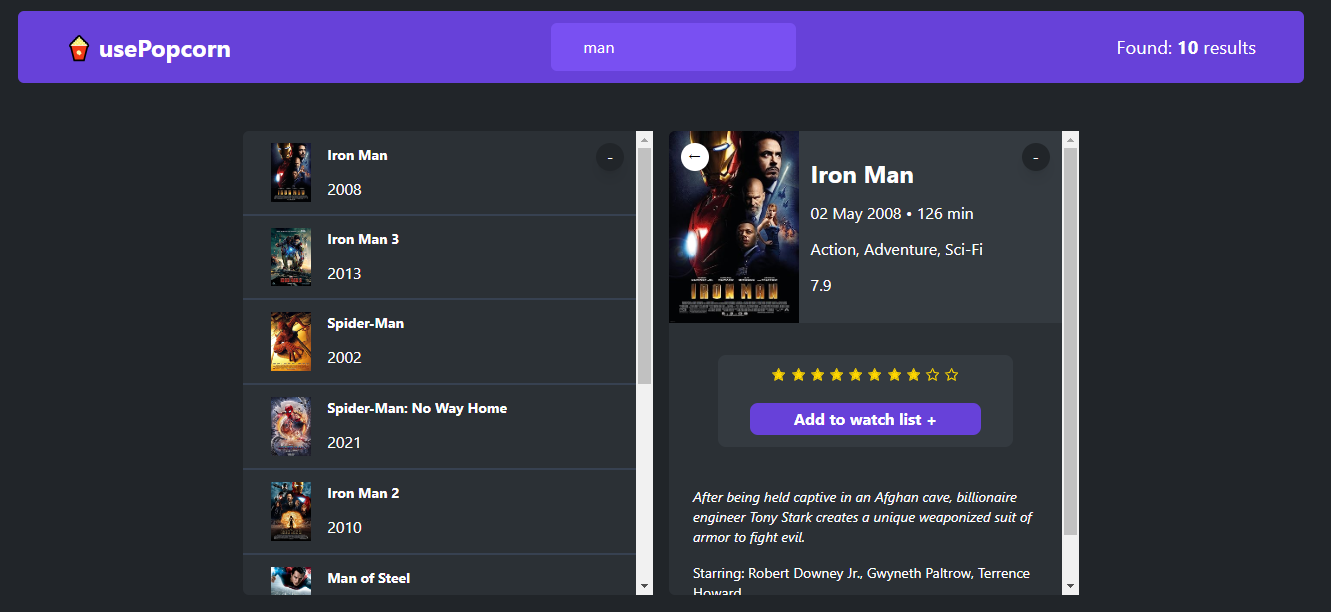 usePopcorn
man
Found: 10 results
Iron Man
2008
-
Iron Man 3
2013
Spider-Man
2002
Spider-Man: No Way Home
2021
Iron Man 2
2010
Man of Steel
←
IRON MAN
-
Iron Man
02 May 2008 • 126 min
Action, Adventure, Sci-Fi
7.9
Add to watch list +
After being held captive in an Afghan cave, billionaire
engineer Tony Stark creates a unique weaponized suit of
armor to fight evil.
Starring: Robert Downey Jr., Gwyneth Paltrow, Terrence
Howard